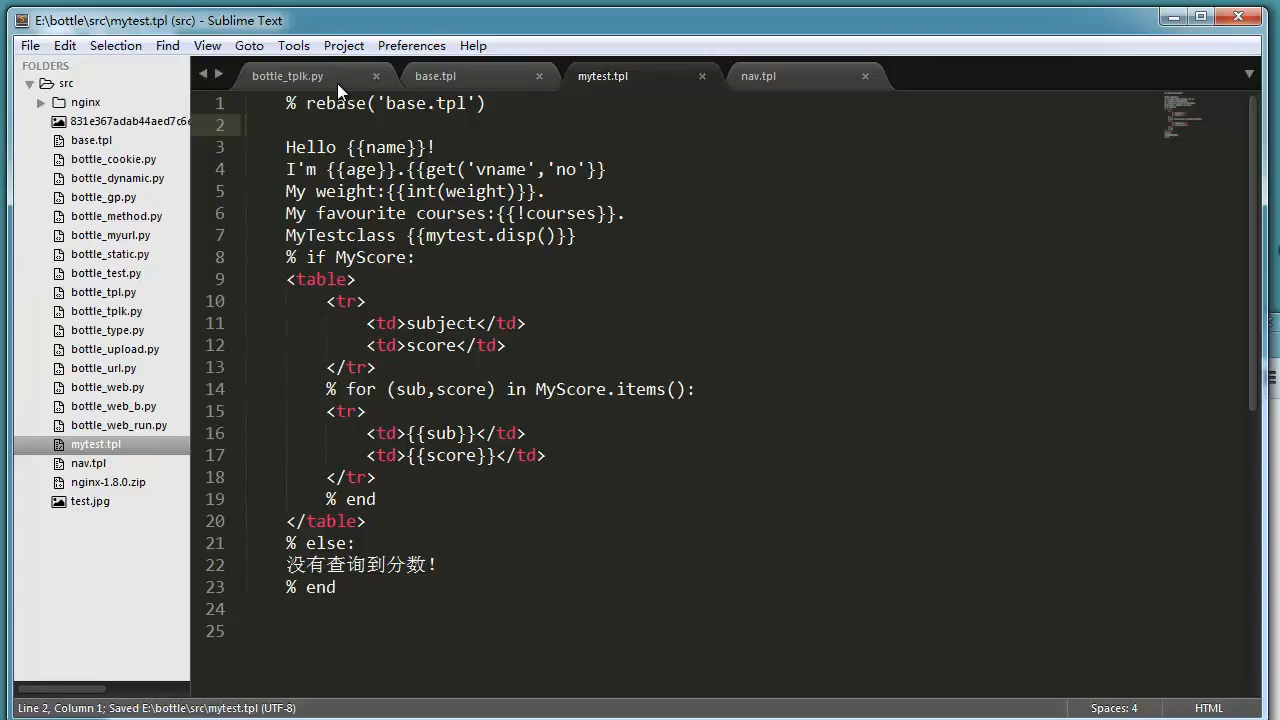 E:\bottle\src\mytest.tpl (src) - Sublime Text
File Edit Selection Find View Goto Tools Project Preferences Help
FOLDERS
src
nginx
831e367adab44aed7c6e
base.tpl
bottle_cookie.py
bottle_dynamic.py
bottle_gp.py
bottle_method.py
bottle_myurl.py
bottle_static.py
bottle_test.py
bottle_tpl.py
bottle_tplk.py
bottle_type.py
bottle_upload.py
bottle_url.py
bottle_web.py
bottle_web_b.py
bottle_web_run.py
mytest.tpl
nav.tpl
nginx-1.8.0.zip
test.jpg
bottle_tplk.py × base.tpl × mytest.tpl × nav.tpl ×
1 % rebase('base.tpl')
2
3 Hello {{name}}!
4 I'm {{age}}.{{get('vname','no'}}
5 My weight:{{int(weight)}}.
6 My favourite courses:{{!courses}}.
7 MyTestclass {{mytest.disp()}}
8 % if MyScore:
9 <table>
10 <tr>
11 <td>subject</td>
12 <td>score</td>
13 </tr>
14 % for (sub,score) in MyScore.items():
15 <tr>
16 <td>{{sub}}</td>
17 <td>{{score}}</td>
18 </tr>
19 % end
20 </table>
21 % else:
22 没有查询到分数!
23 % end
24
25
Line 2, Column 1; Saved E:\bottle\src\mytest.tpl (UTF-8) Spaces: 4 HTML